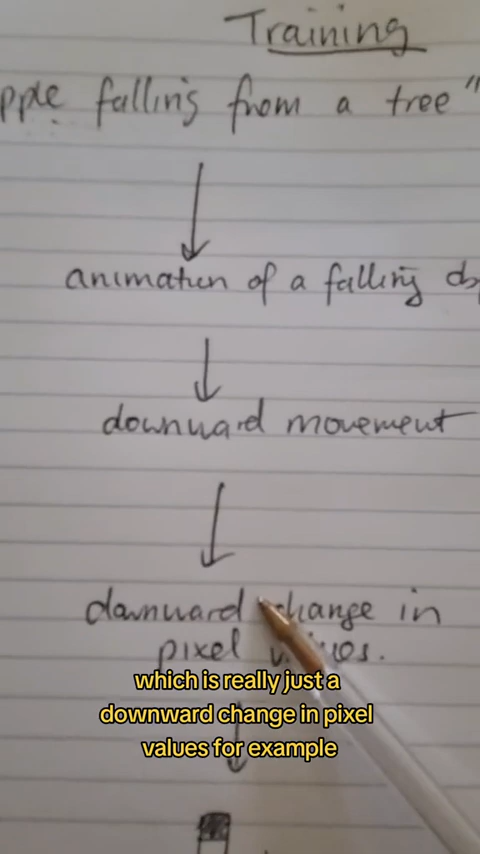 Training
pple falling from a tree"
animation of a falling
downward movement
downward change in
pixel values.
which is really just a
downward change in pixel
values for example